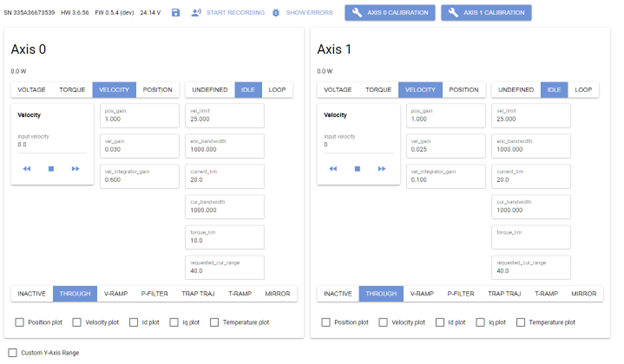 SN 335A36673539 HW 3.6.56 FW 0.5.4 (dev) 24.14 V START RECORDING SHOW ERRORS AXIS 0 CALIBRATION AXIS 1 CALIBRATION
Axis 0
0.0 W
VOLTAGE TORQUE VELOCITY POSITION UNDEFINED IDLE LOOP
Velocity
Input velocity
0.0
pos_gain
1.000
vel_gain
0.030
vel_integrator_gain
0.600
vel_limit
25.000
enc_bandwidth
1000.000
current_lim
20.0
cur_bandwidth
1000.000
torque_lim
10.0
requested_cur_range
40.0
INACTIVE THROUGH V-RAMP P-FILTER TRAP TRAJ T-RAMP MIRROR
Position plot Velocity plot Id plot Iq plot Temperature plot
Axis 1
0.0 W
VOLTAGE TORQUE VELOCITY POSITION UNDEFINED IDLE LOOP
Velocity
Input velocity
0.0
pos_gain
1.000
vel_gain
0.025
vel_integrator_gain
0.100
vel_limit
25.000
enc_bandwidth
1000.000
current_lim
20.0
cur_bandwidth
1000.000
torque_lim
requested_cur_range
40.0
INACTIVE THROUGH V-RAMP P-FILTER TRAP TRAJ T-RAMP MIRROR
Position plot Velocity plot Id plot Iq plot Temperature plot
Custom Y-Axis Range